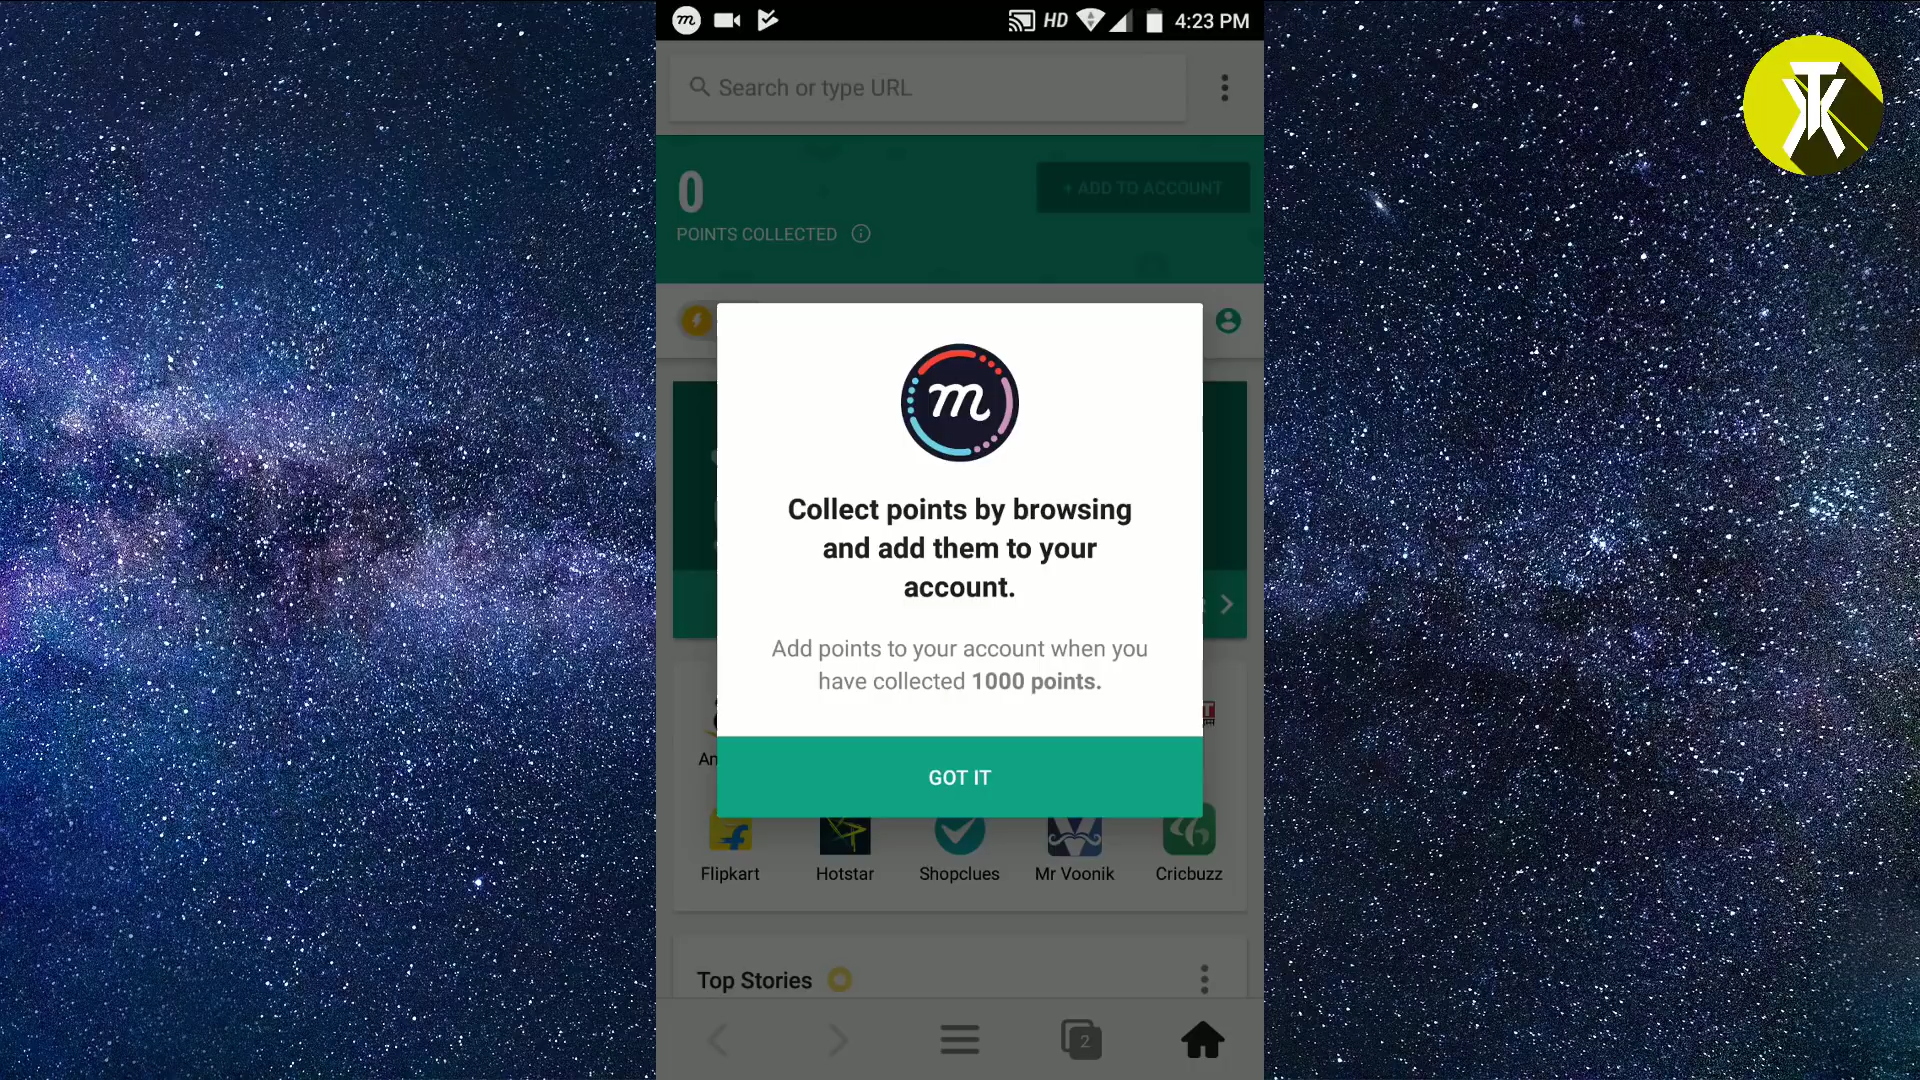 m HD 4:23 PM
Search or type URL
0
+ ADD TO ACCOUNT
POINTS COLLECTED
m
Collect points by browsing
and add them to your
account.
Add points to your account when you
have collected 1000 points.
GOT IT
Flipkart Hotstar Shopclues Mr Voonik Cricbuzz
Top Stories
2